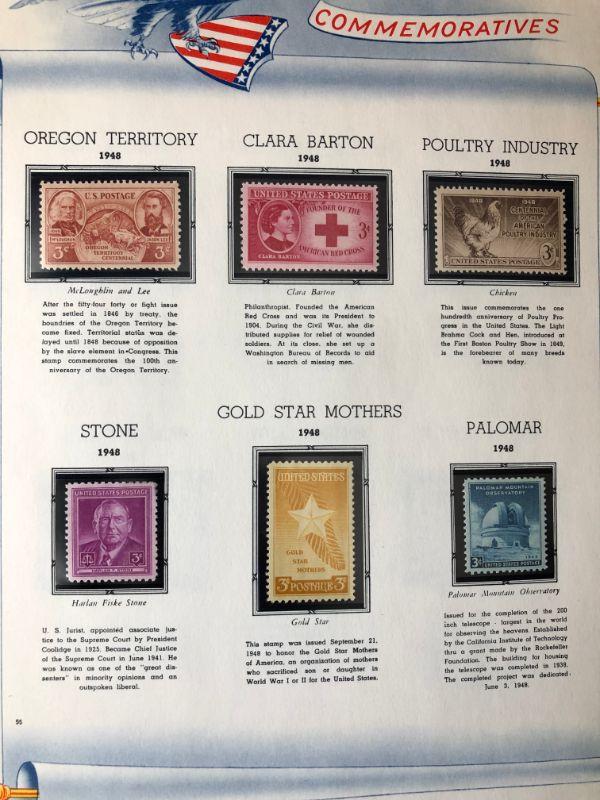 COMMEMORATIVES
OREGON TERRITORY
1948
U.S. POSTAGE
McLOUGHLIN
JASON LEE
3¢
OREGON
TERRITORY
CENTENNIAL
3¢
McLoughlin and Lee
After the fifty-four forty or fight issue
was settled in 1846 by treaty, the
boundries of the Oregon Territory be-
came fixed. Territorial status was de-
layed until 1848 because of opposition
by the slave element in Congress. This
stamp commemorates the 100th an-
niversary of the Oregon Territory.
CLARA BARTON
1948
UNITED STATES POSTAGE
FOUNDER OF THE
3¢
AMERICAN RED CROSS
CLARA BARTON
Clara Barton
Philanthropist. Founded the American
Red Cross and was its President to
1904. During the Civil War, she dis-
tributed supplies for relief of wounded
soldiers. At its close, she set up a
Washington Bureau of Records to aid
in search of missing men.
POULTRY INDUSTRY
1948
1848 1948
CENTENNIAL
OF THE
AMERICAN
POULTRY INDUSTRY
UNITED STATES POSTAGE 3¢
Chicken
This issue commemorates the one
hundredth anniversary of Poultry Pro-
gress in the United States. The Light
Brahma Cock and Hen, introduced at
the First Boston Poultry Show in 1849,
is the forebearer of many breeds
known today.
STONE
1948
UNITED STATES POSTAGE
3¢
HARLAN F. STONE
Harlan Fiske Stone
U. S. Jurist, appointed associate jus-
tice to the Supreme Court by President
Coolidge in 1925. Became Chief Justice
of the Supreme Court in June 1941. He
was known as one of the "great dis-
senters" in minority opinions and an
outspoken liberal.
GOLD STAR MOTHERS
1948
UNITED STATES
GOLD
STAR
MOTHERS
3¢ POSTAGE 3¢
Gold Star
This stamp was issued September 21,
1948 to honor the Gold Star Mothers
of America, an organization of mothers
who sacrificed son or daughter in
World War I or II for the United States.
PALOMAR
1948
PALOMAR MOUNTAIN
OBSERVATORY
3¢ 1948
UNITED STATES POSTAGE
Palomar Mountain Observatory
Issued for the completion of the 200
inch telescope - largest in the world
for observing the heavens. Established
by the California Institute of Technology
thru a grant made by the Rockefeller
Foundation. The building for housing
the telescope was completed in 1938.
The completed project was dedicated
June 3, 1948.
95